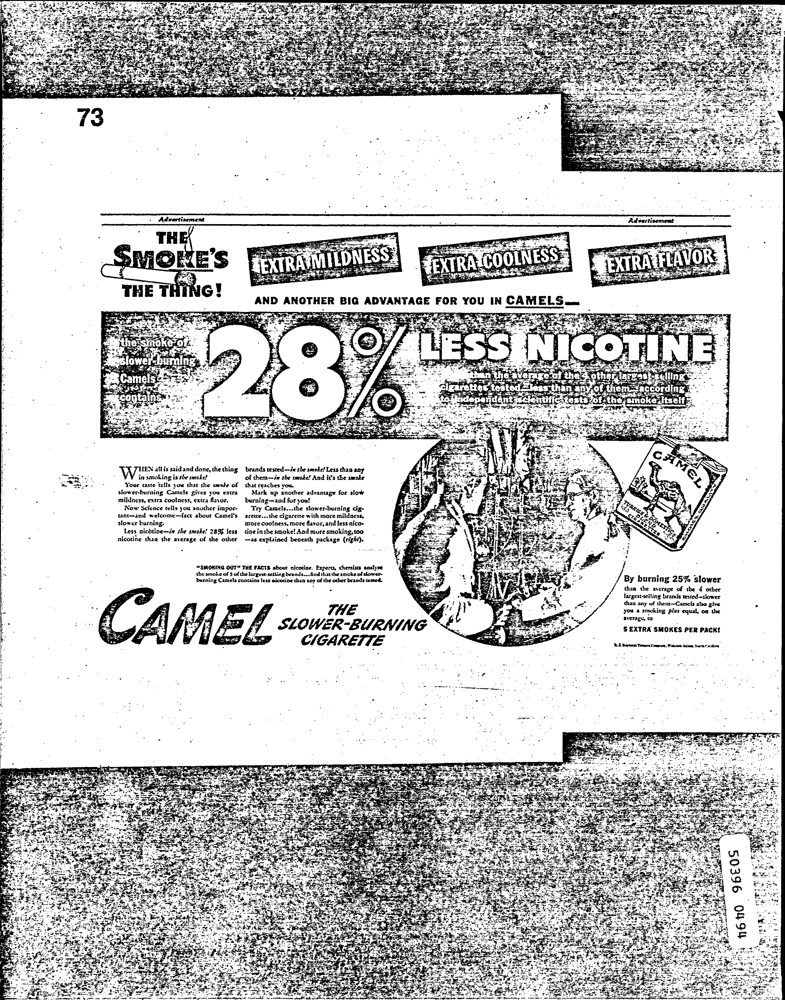 73
Advertisement
Advertisement
THE
SMOKE'S
THE THING!
EXTRA MILDNESS
EXTRA COOLNESS
EXTRA FLAVOR
AND ANOTHER BIG ADVANTAGE FOR YOU IN CAMELS—
the smoke of
slower-burning
Camels
contains
28%
LESS NICOTINE
than the average of the 4 other largest-selling
cigarettes tested—less than any of them—according
to independent scientific tests of the smoke itself
WHEN all is said and done, the thing
in smoking is the smoke!
Your taste tells you that the smoke of
slower-burning Camels gives you extra
mildness, extra coolness, extra flavor.
Now Science tells you another impor-
tant—and welcome—fact about Camel's
slower burning.
Less nicotine—in the smoke! 28% less
nicotine than the average of the other
brands tested—in the smoke! Less than any
of them—in the smoke! And it's the smoke
that reaches you.
Mark up another advantage for slow
burning—and for you!
Try Camels...the slower-burning cig-
arette...the cigarette with more mildness,
more coolness, more flavor, and less nico-
tine in the smoke! And more smoking, too
—as explained beneath package (right).
"SMOKING OUT" THE FACTS about nicotine. Experts, chemists analyze
the smoke of 5 of the largest-selling brands...find that the smoke of slower-
burning Camels contains less nicotine than any of the other brands tested.
CAMEL
THE
SLOWER-BURNING
CIGARETTE
CAMEL
By burning 25% slower
than the average of the 4 other
largest-selling brands tested—slower
than any of them—Camels also give
you a smoking plus equal, on the
average, to
5 EXTRA SMOKES PER PACK!
R. J. Reynolds Tobacco Company, Winston-Salem, North Carolina
50396 0494